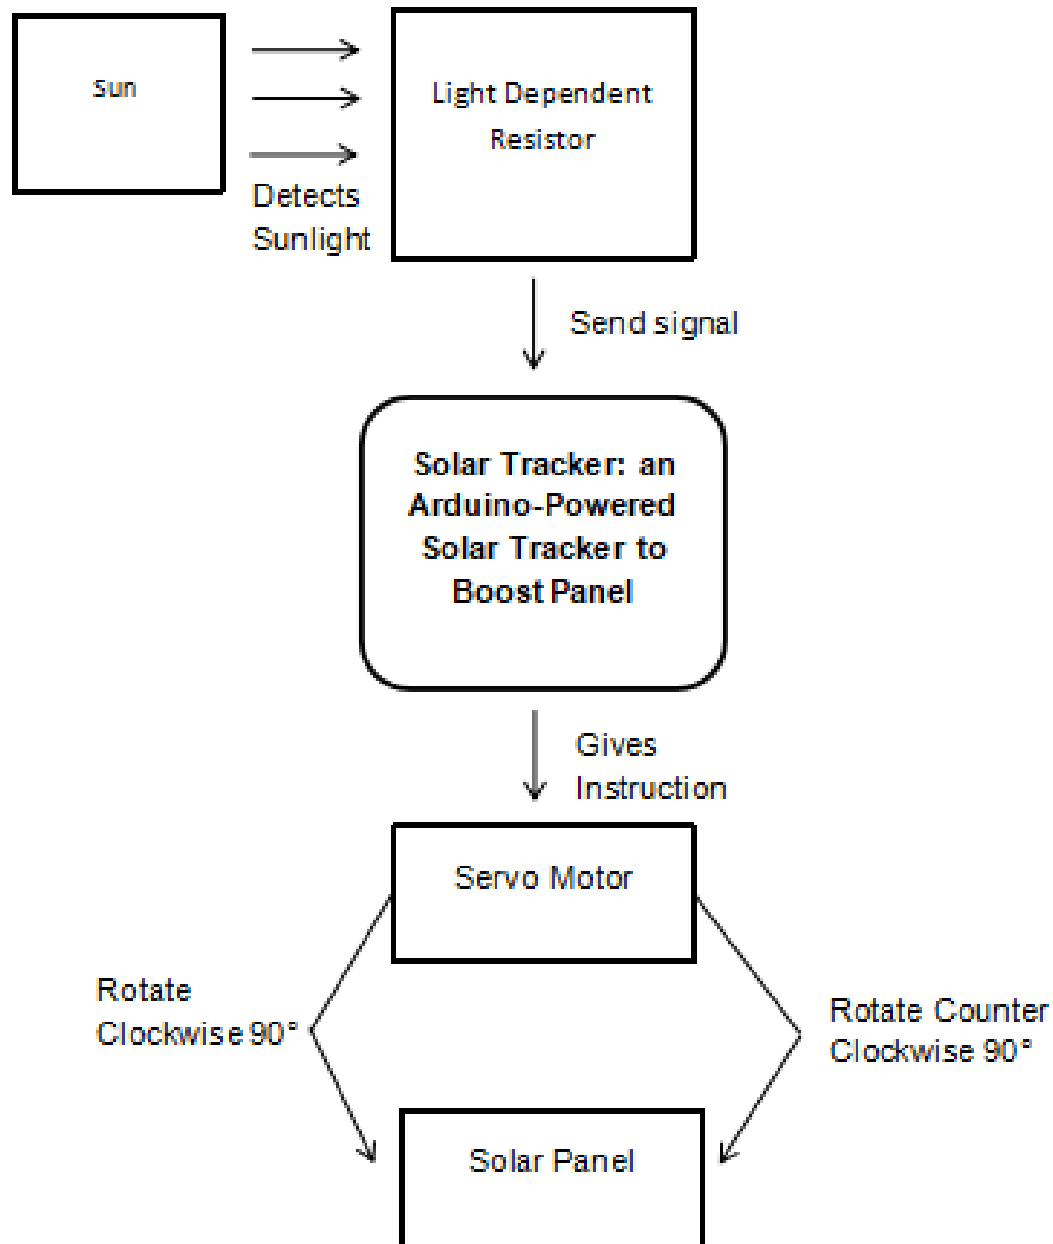 Sun
Light Dependent
Resistor
Detects
Sunlight
Send signal
Solar Tracker: an
Arduino-Powered
Solar Tracker to
Boost Panel
Gives
Instruction
Servo Motor
Rotate
Clockwise 90°
Rotate Counter
Clockwise 90°
Solar Panel